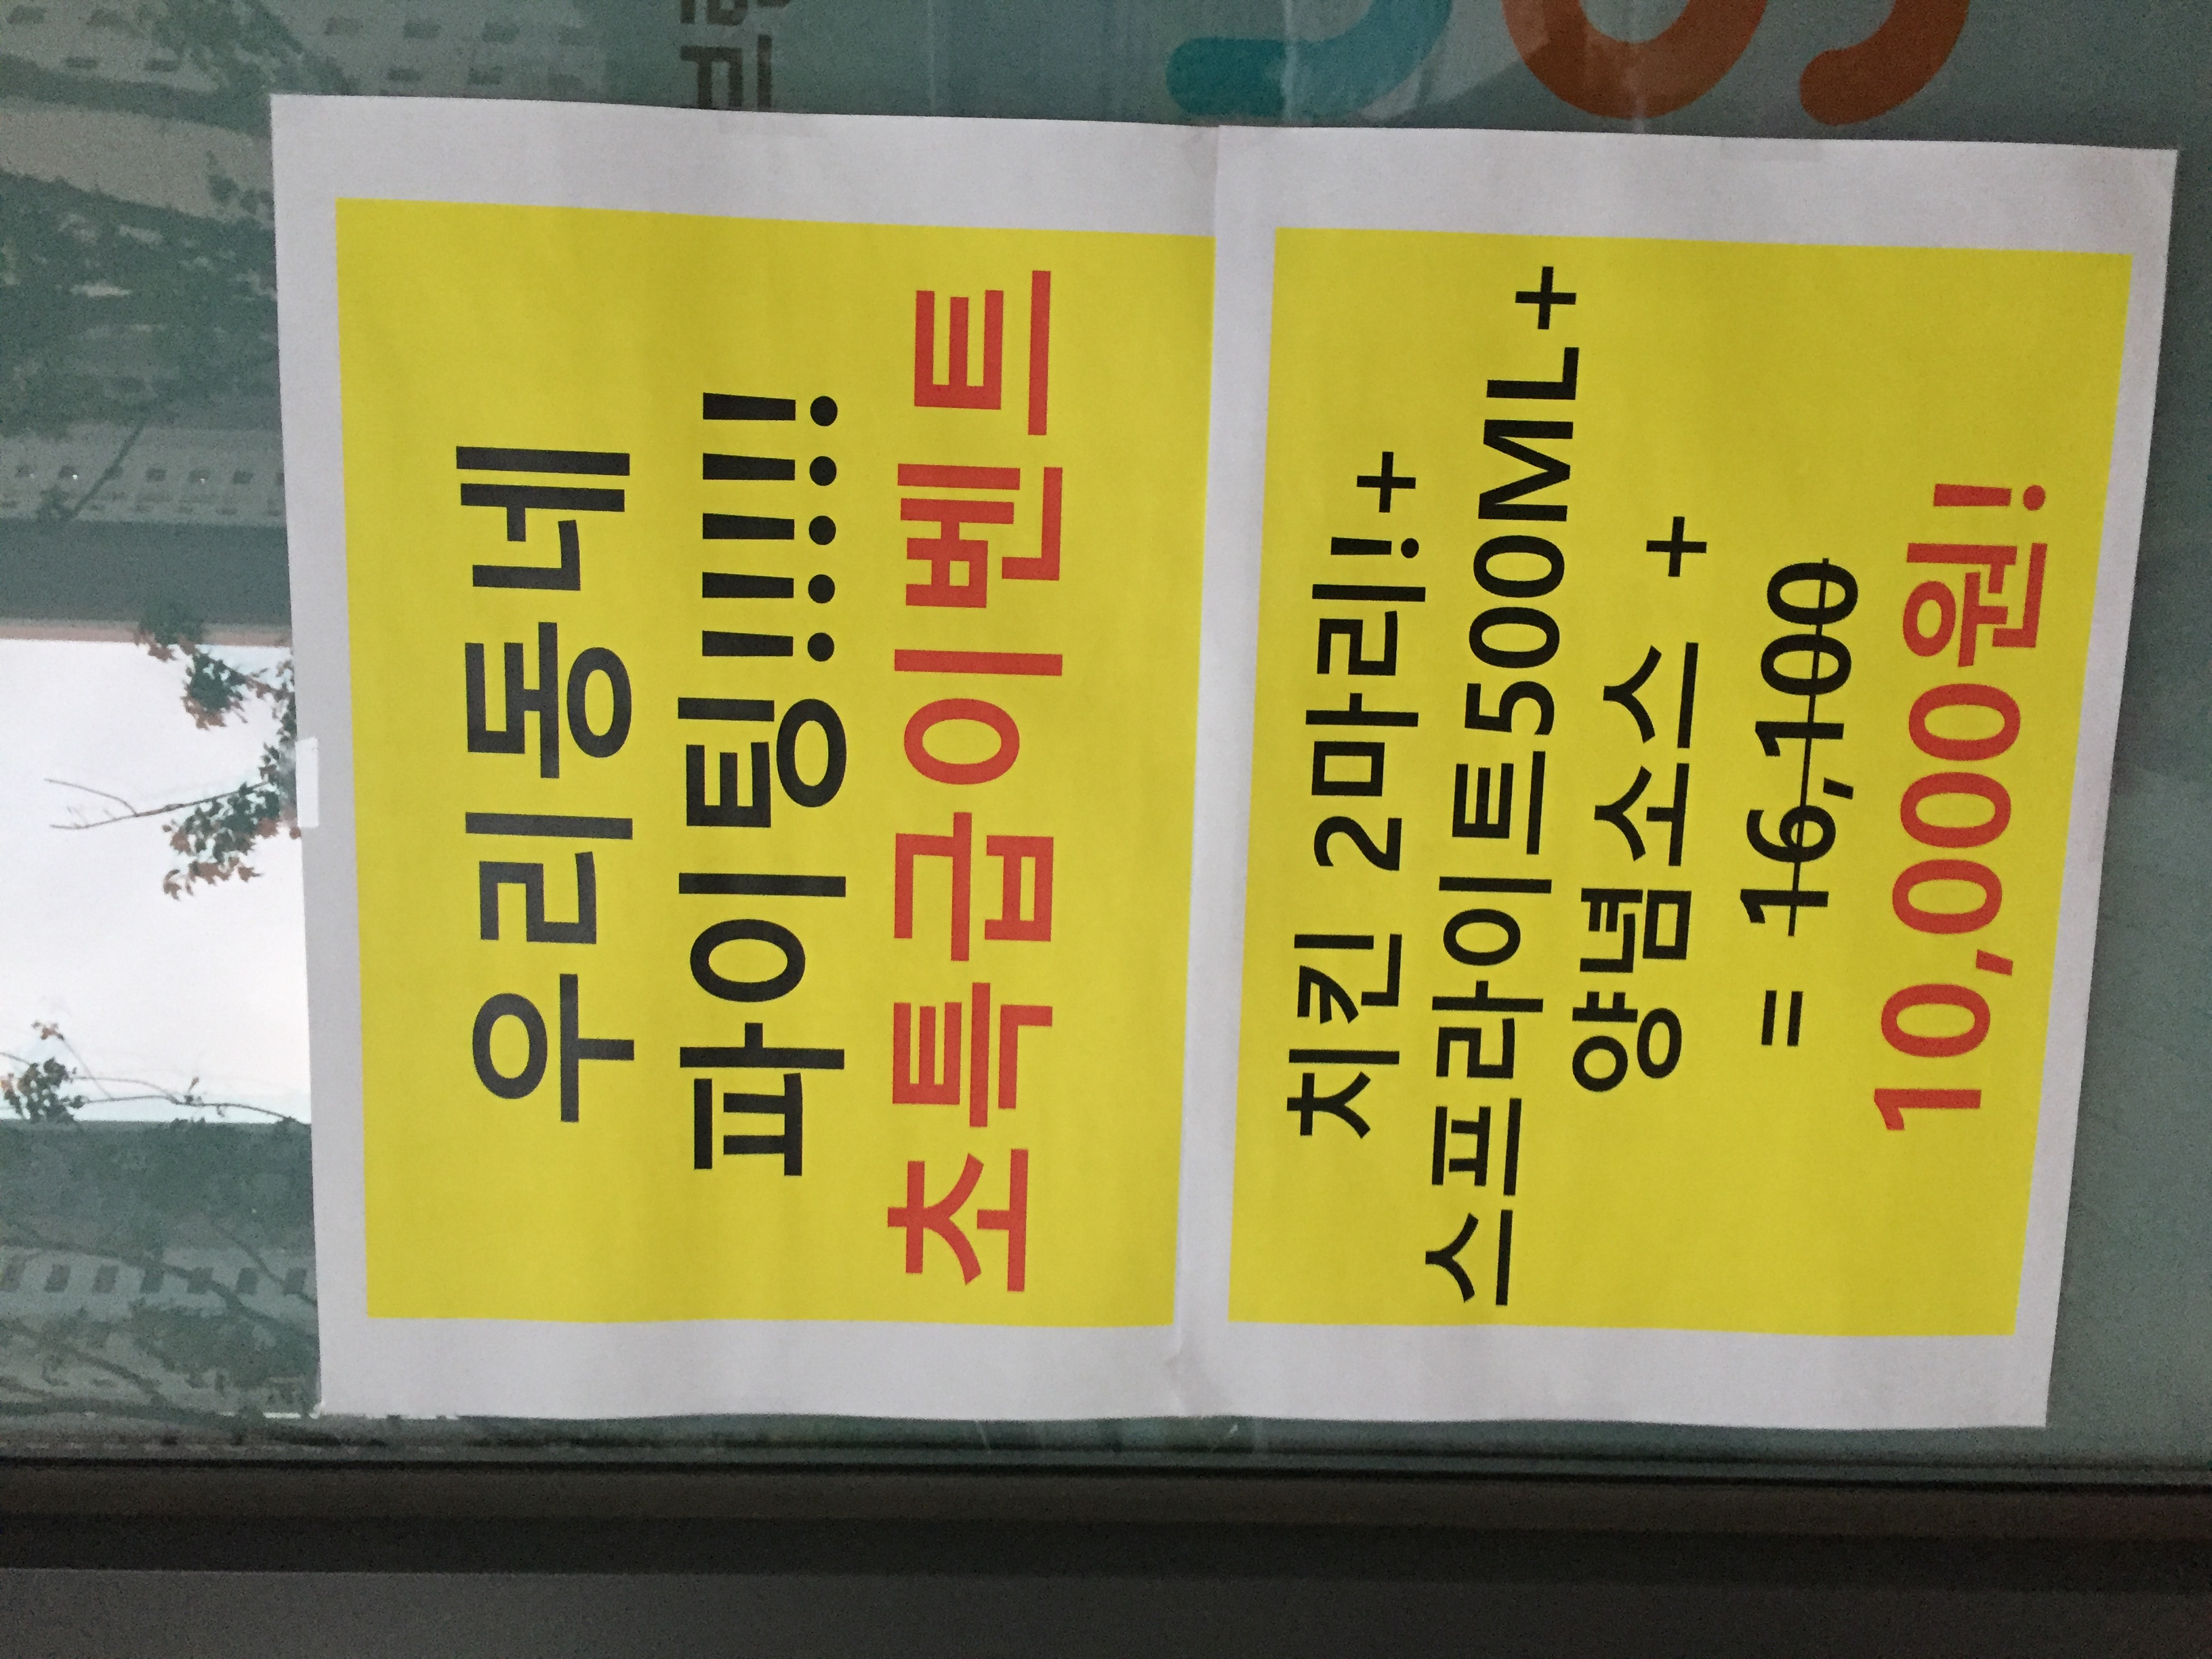 우리동네
파이팅!!!!!
초특급이벤트
치킨 2마리!+
스프라이트500ML+
양념소스 +
= 16,100
10,000원!